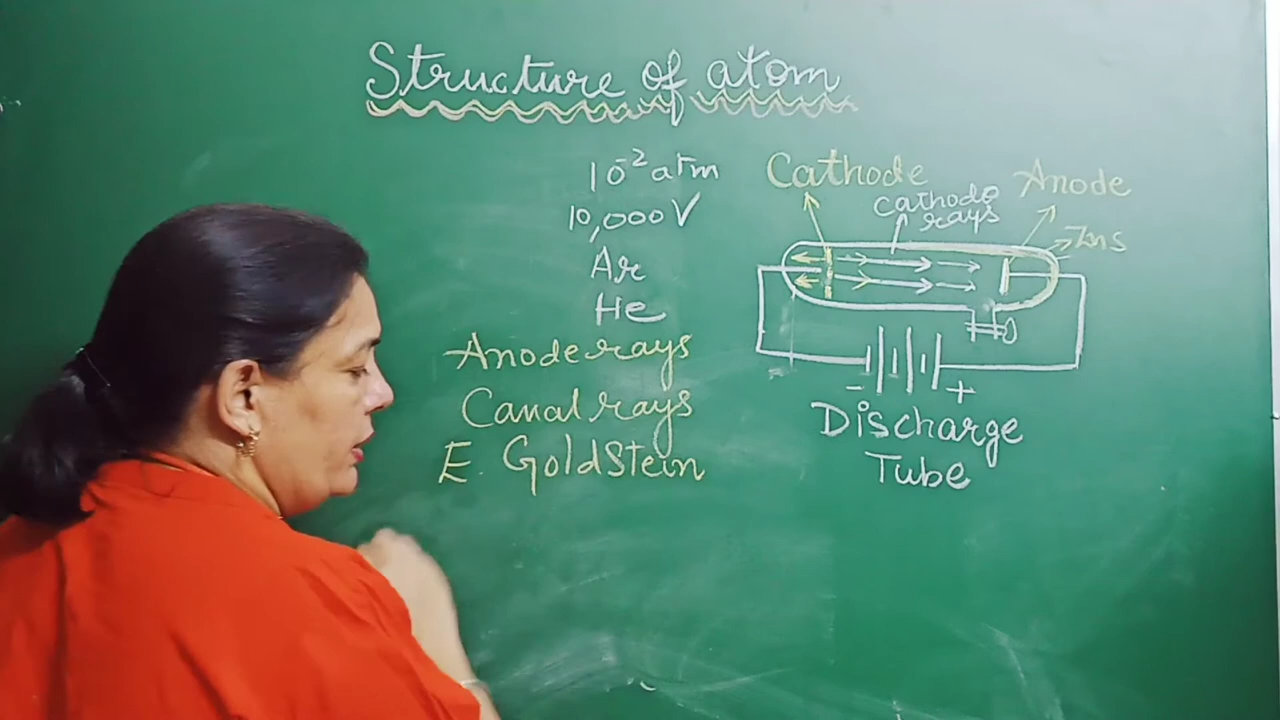 Structure of atom
10⁻² atm
10,000 V
Ar
He
Anode rays
Canal rays
E. GoldStein
Cathode
Anode
Cathode
rays
ZnS
- +
Discharge
Tube